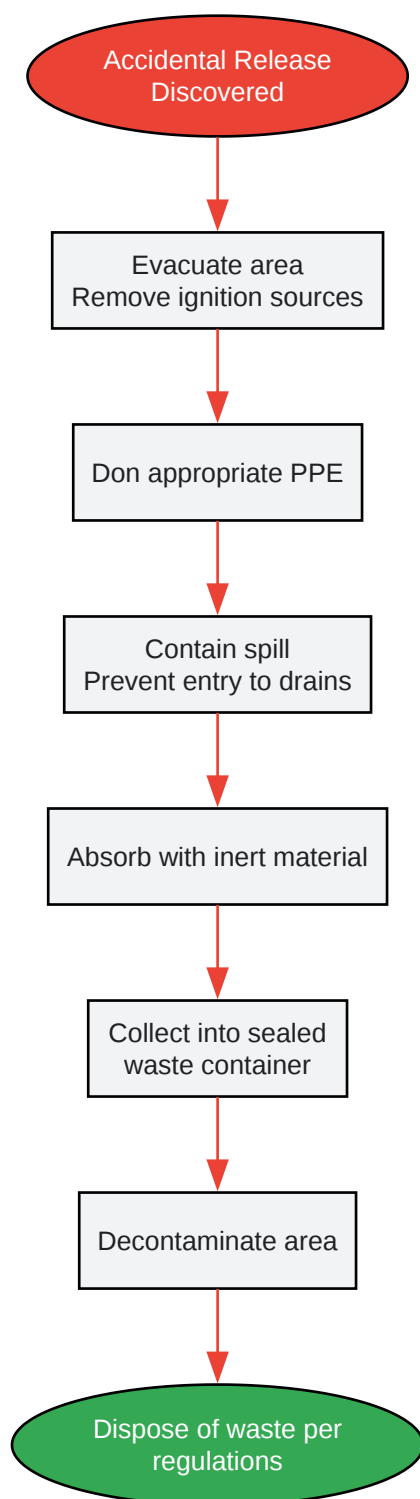 Accidental Release
Discovered
Evacuate area
Remove ignition sources
Don appropriate PPE
Contain spill
Prevent entry to drains
Absorb with inert material
Collect into sealed
waste container
Decontaminate area
Dispose of waste per
regulations